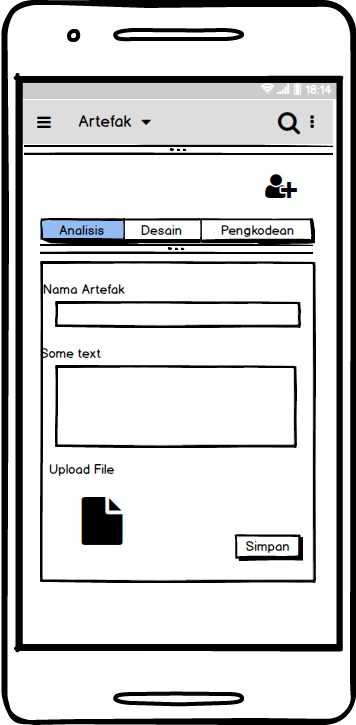 18:14
Artefak
Analisis Desain Pengkodean
Nama Artefak
Some text
Upload File
Simpan